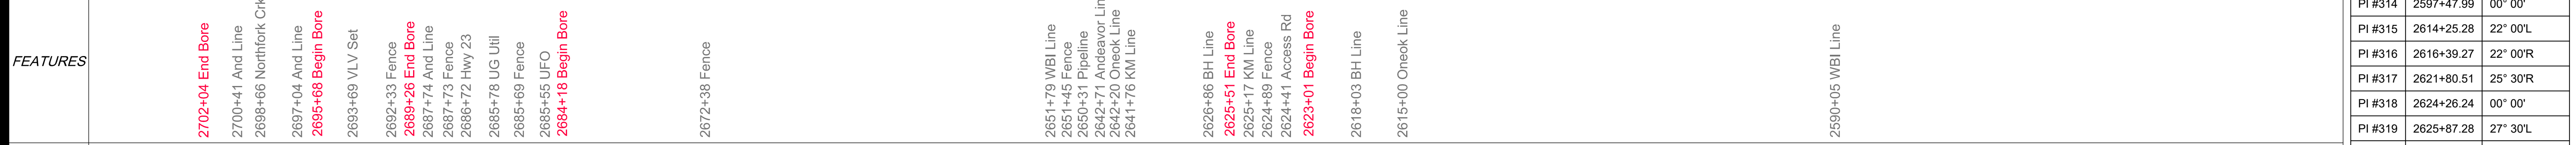 FEATURES
2702+04 End Bore
2700+41 And Line
2698+66 Northfork Crk
2697+04 And Line
2695+68 Begin Bore
2693+69 VLV Set
2692+33 Fence
2689+26 End Bore
2687+74 And Line
2687+73 Fence
2686+72 Hwy 23
2685+78 UG Util
2685+69 Fence
2685+55 UFO
2684+18 Begin Bore
2672+38 Fence
2651+79 WBI Line
2651+45 Fence
2650+31 Pipeline
2642+71 Andeavor Lin
2642+20 Oneok Line
2641+76 KM Line
2626+86 BH Line
2625+51 End Bore
2625+17 KM Line
2624+89 Fence
2624+41 Access Rd
2623+01 Begin Bore
2618+03 BH Line
2615+00 Oneok Line
2590+05 WBI Line
PI #314 2597+47.99 00° 00'
PI #315 2614+25.28 22° 00'L
PI #316 2616+39.27 22° 00'R
PI #317 2621+80.51 25° 30'R
PI #318 2624+26.24 00° 00'
PI #319 2625+87.28 27° 30'L